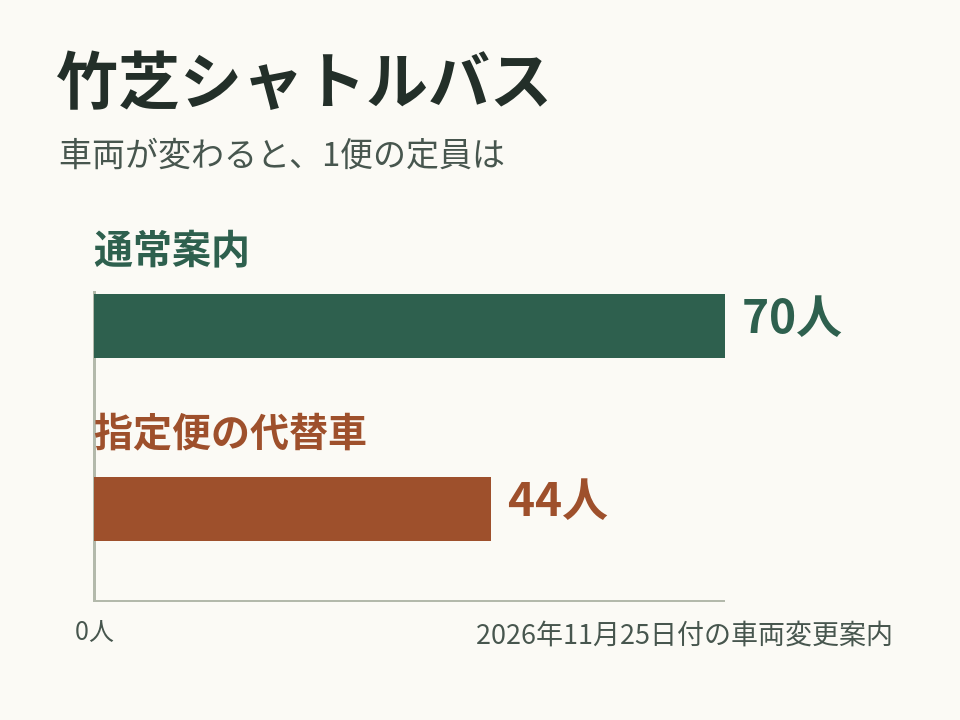 竹芝シャトルバス
車両が変わると、1便の定員は
通常案内
70人
指定便の代替車
44人
0人
2026年11月25日付の車両変更案内